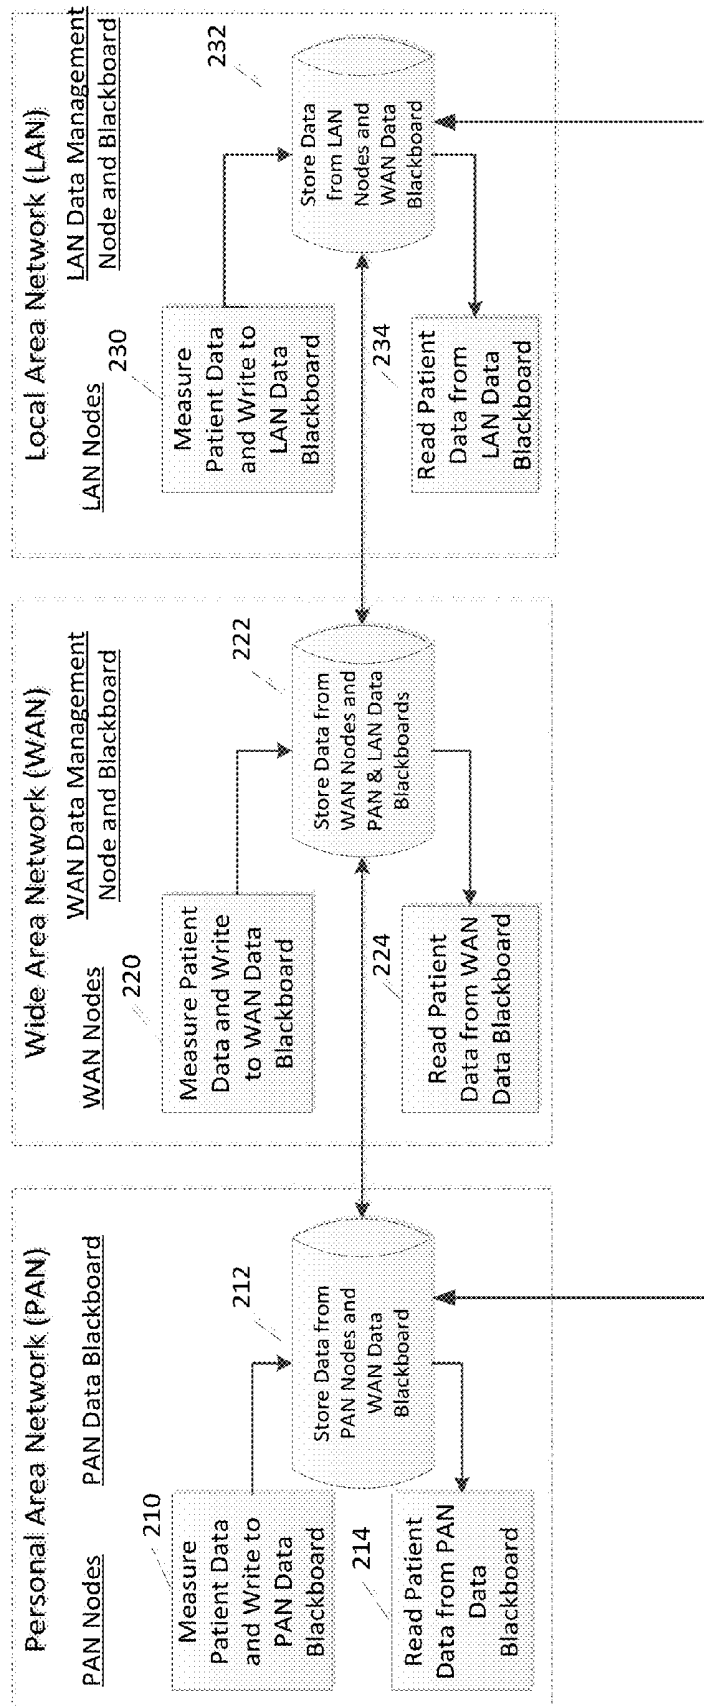 Personal Area Network (PAN)
PAN Nodes
PAN Data Blackboard
210
Measure
Patient Data
and Write to
PAN Data
Blackboard
212
Store Data from
PAN Nodes and
WAN Data
Blackboard
214
Read Patient
Data from PAN
Data
Blackboard
Wide Area Network (WAN)
WAN Nodes
WAN Data Management
Node and Blackboard
220
Measure Patient
Data and Write
to WAN Data
Blackboard
222
Store Data from
WAN Nodes and
PAN & LAN Data
Blackboards
224
Read Patient
Data from WAN
Data Blackboard
Local Area Network (LAN)
LAN Nodes
LAN Data Management
Node and Blackboard
230
Measure
Patient Data
and Write to
LAN Data
Blackboard
232
Store Data
from LAN
Nodes and
WAN Data
Blackboard
234
Read Patient
Data from
LAN Data
Blackboard